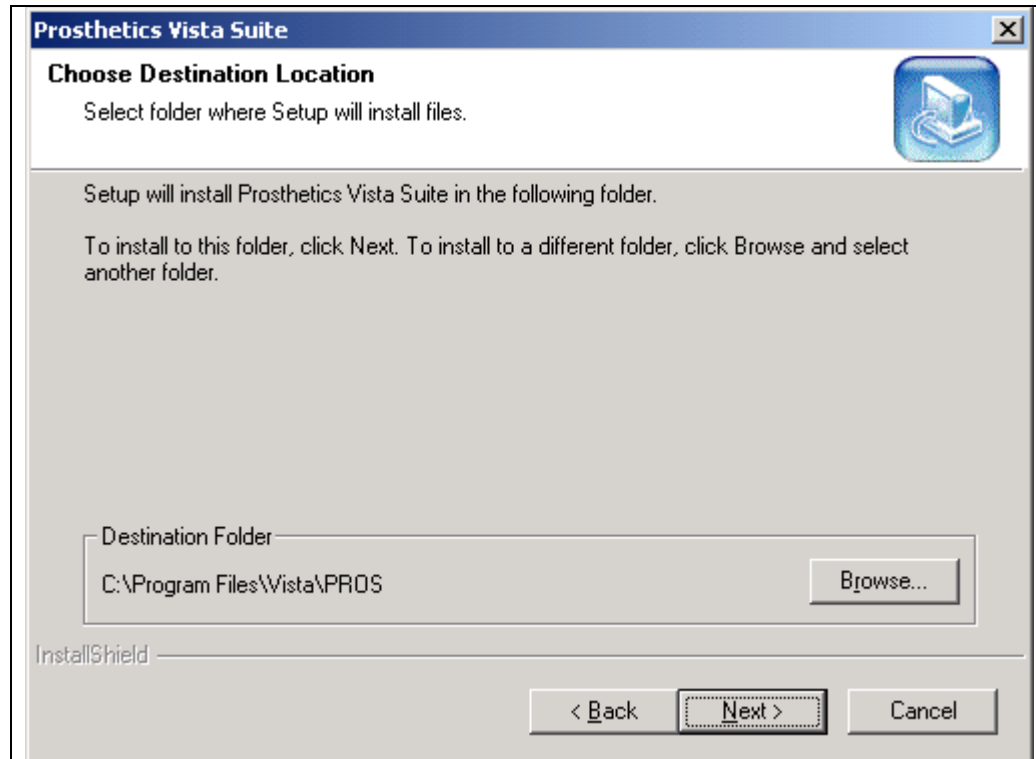 Prosthetics Vista Suite
Choose Destination Location
Select folder where Setup will install files.
Setup will install Prosthetics Vista Suite in the following folder.
To install to this folder, click Next. To install to a different folder, click Browse and select
another folder.
Destination Folder
C:\Program Files\Vista\PROS
Browse...
InstallShield
< Back
Next >
Cancel